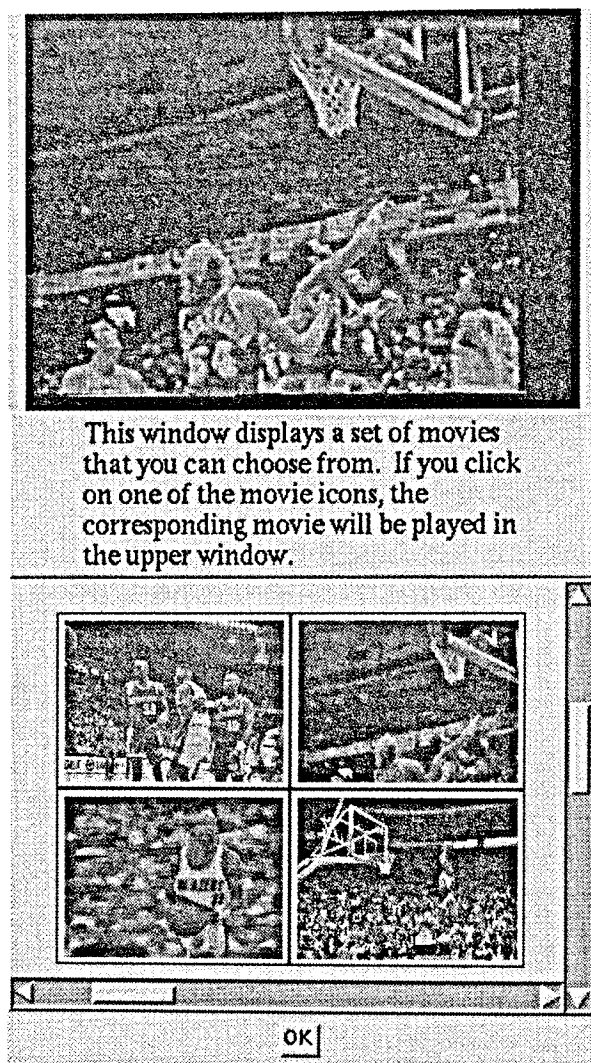 This window displays a set of movies
that you can choose from.  If you click
on one of the movie icons, the
corresponding movie will be played in
the upper window.
OK